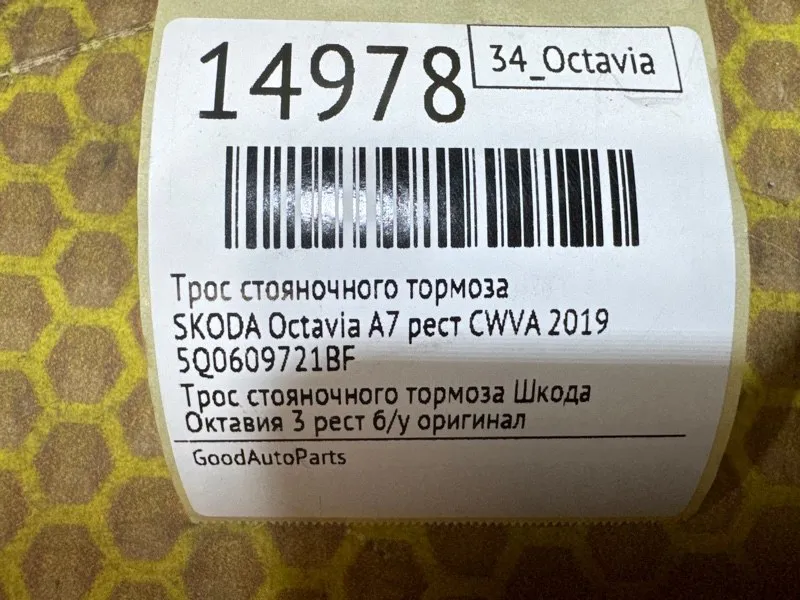 14978
34_Octavia
Трос стояночного тормоза
SKODA Octavia A7 рест CWVA 2019
5Q0609721BF
Трос стояночного тормоза Шкода
Октавия 3 рест б/у оригинал
GoodAutoParts